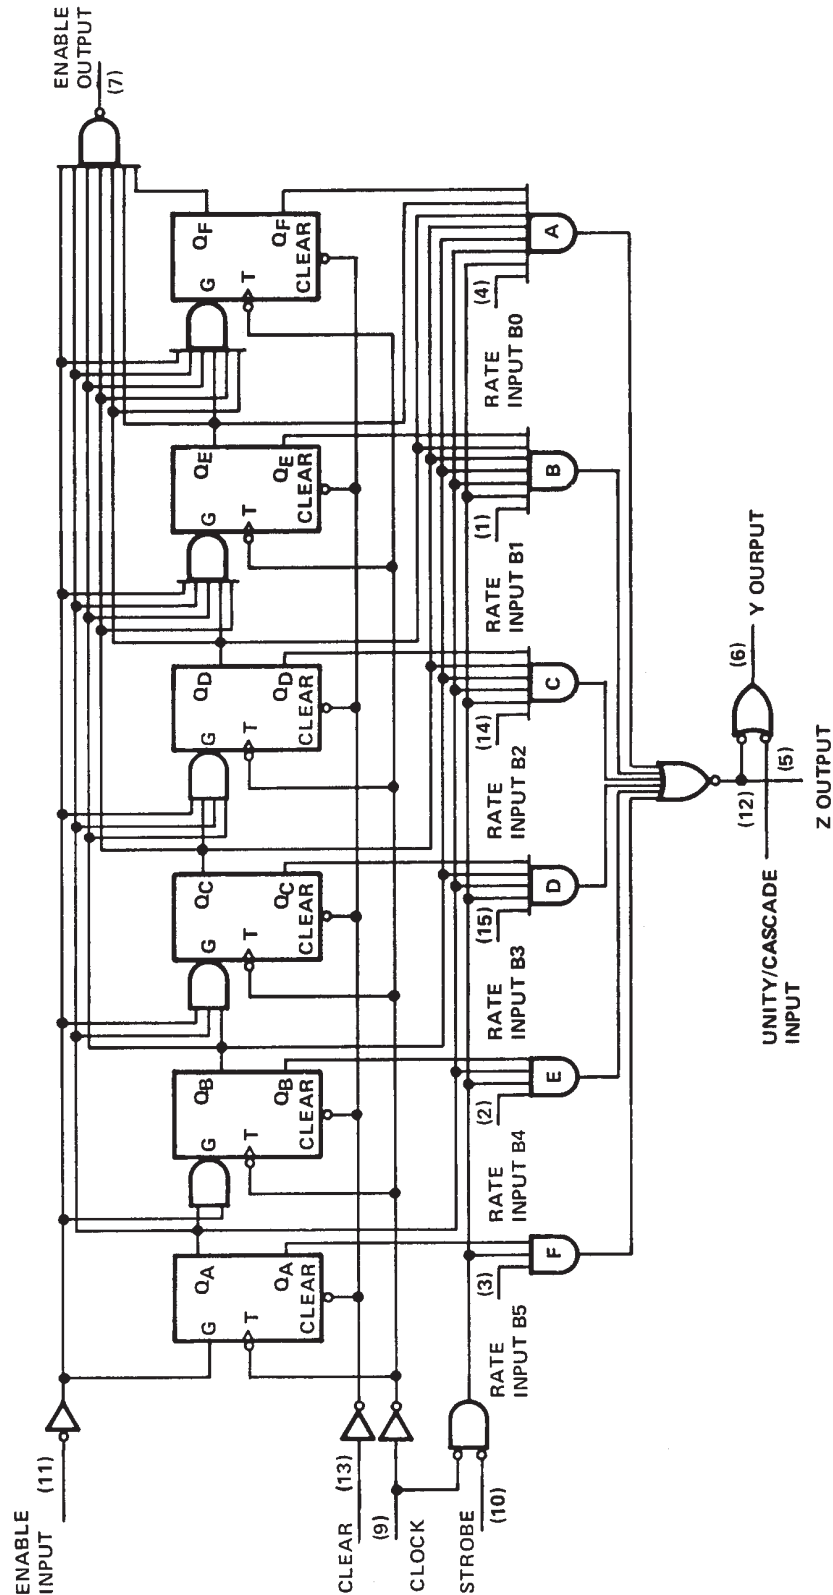 ENABLE
INPUT
(11)
ENABLE
OUTPUT
(7)
G
QA
T
QA
CLEAR
G
QB
T
QB
CLEAR
G
QC
T
QC
CLEAR
G
QD
T
QD
CLEAR
G
QE
T
QE
CLEAR
G
QF
T
QF
CLEAR
CLEAR
(13)
(9)
CLOCK
STROBE
(10)
(3)
RATE
INPUT B5
F
(2)
RATE
INPUT B4
E
(15)
RATE
INPUT B3
D
(14)
RATE
INPUT B2
C
(1)
RATE
INPUT B1
B
(4)
RATE
INPUT B0
A
(12)
UNITY/CASCADE
INPUT
(6)
Y OURPUT
(5)
Z OUTPUT